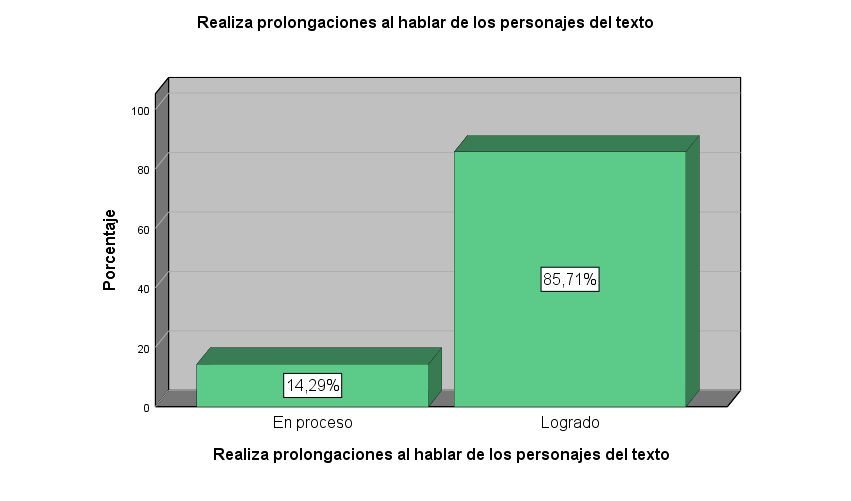 Realiza prolongaciones al hablar de los personajes del texto
Porcentaje
100
80
60
40
20
0
85,71%
14,29%
En proceso
Logrado
Realiza prolongaciones al hablar de los personajes del texto